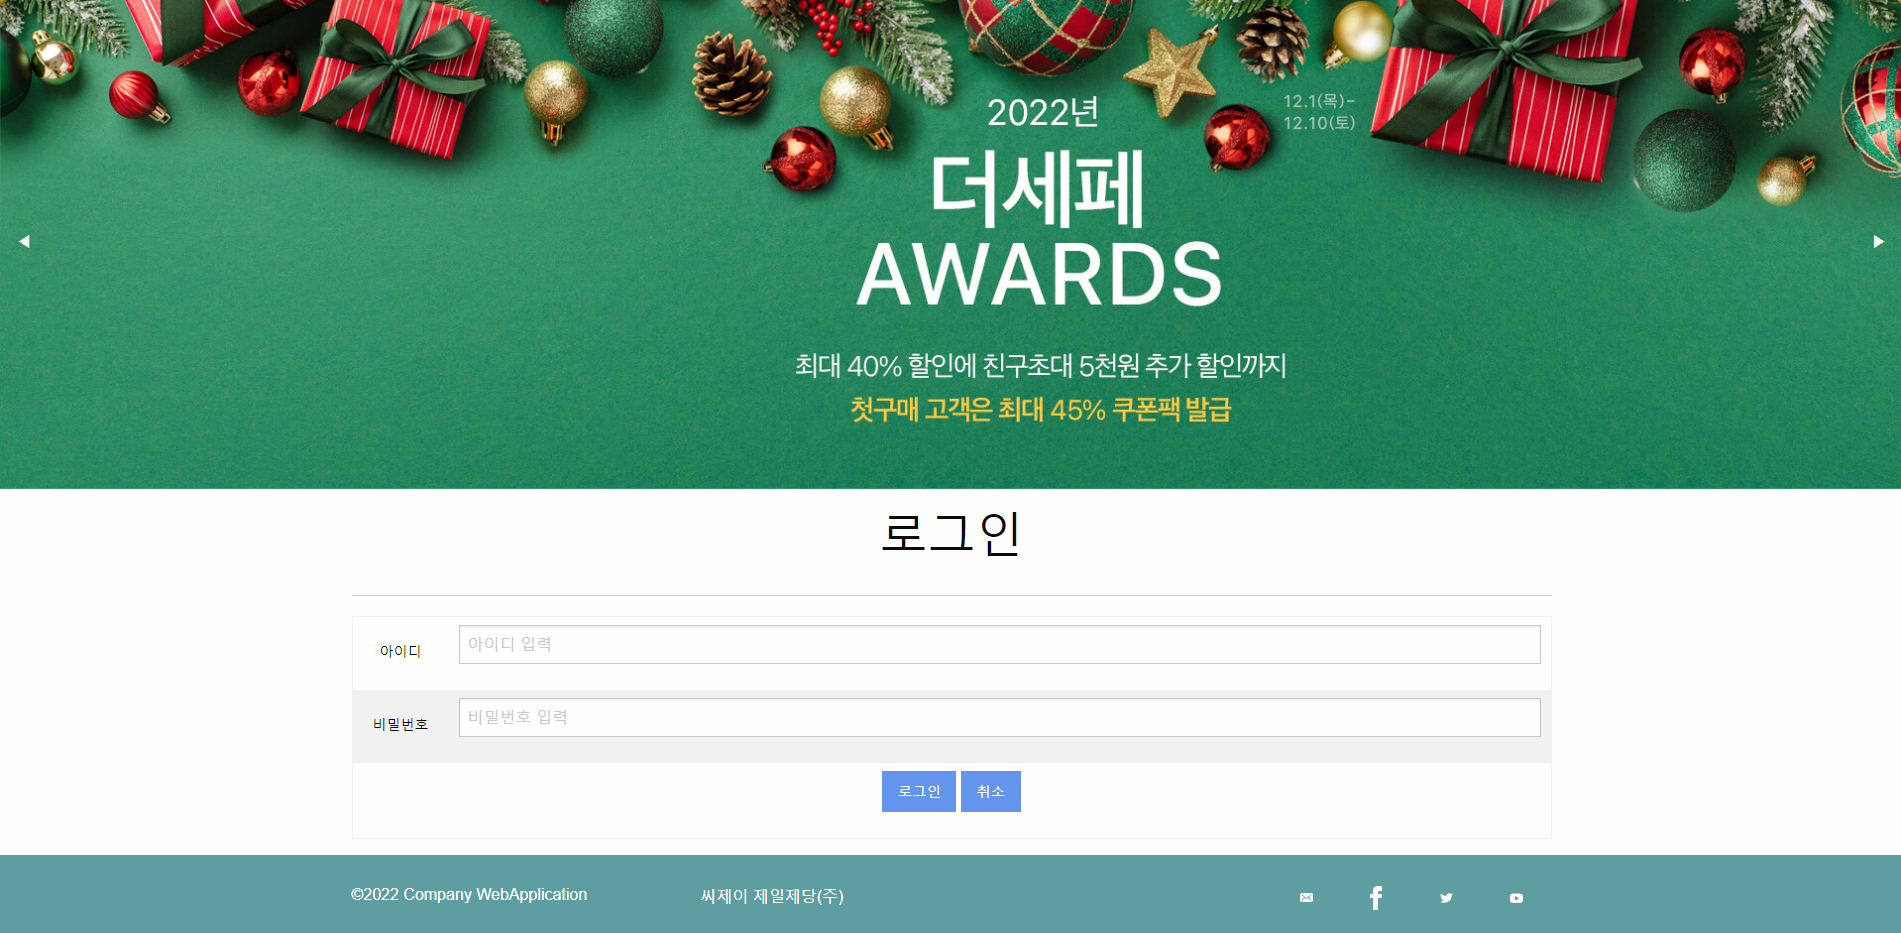 2022년
12.1(목)-
12.10(토)
더세페
AWARDS
최대 40% 할인에 친구초대 5천원 추가 할인까지
첫구매 고객은 최대 45% 쿠폰팩 발급
로그인
아이디
아이디 입력
비밀번호
비밀번호 입력
로그인 취소
©2022 Company WebApplication
씨제이 제일제당(주)